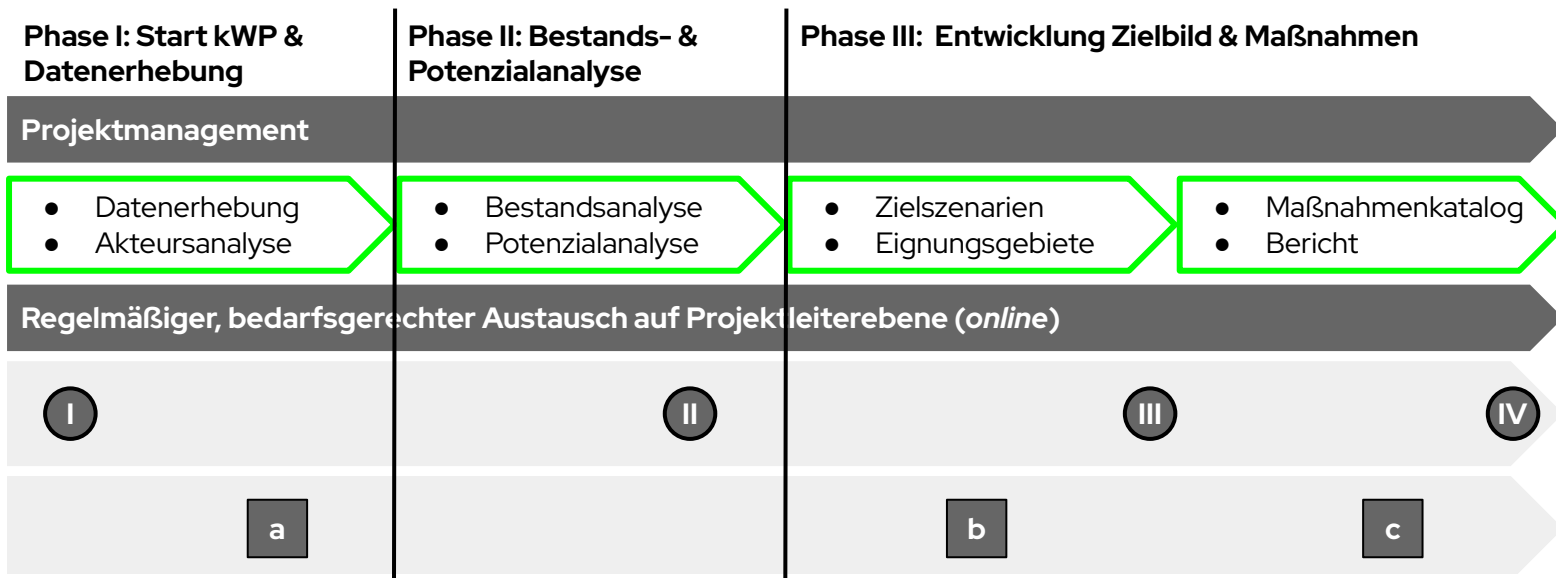 Phase I: Start kWP &
Datenerhebung
Phase II: Bestands- &
Potenzialanalyse
Phase III: Entwicklung Zielbild & Maßnahmen
Projektmanagement
● Datenerhebung
● Akteursanalyse
● Bestandsanalyse
● Potenzialanalyse
● Zielszenarien
● Eignungsgebiete
● Maßnahmenkatalog
● Bericht
Regelmäßiger, bedarfsgerechter Austausch auf Projektleiterebene (online)
I
II
III
IV
a
b
c